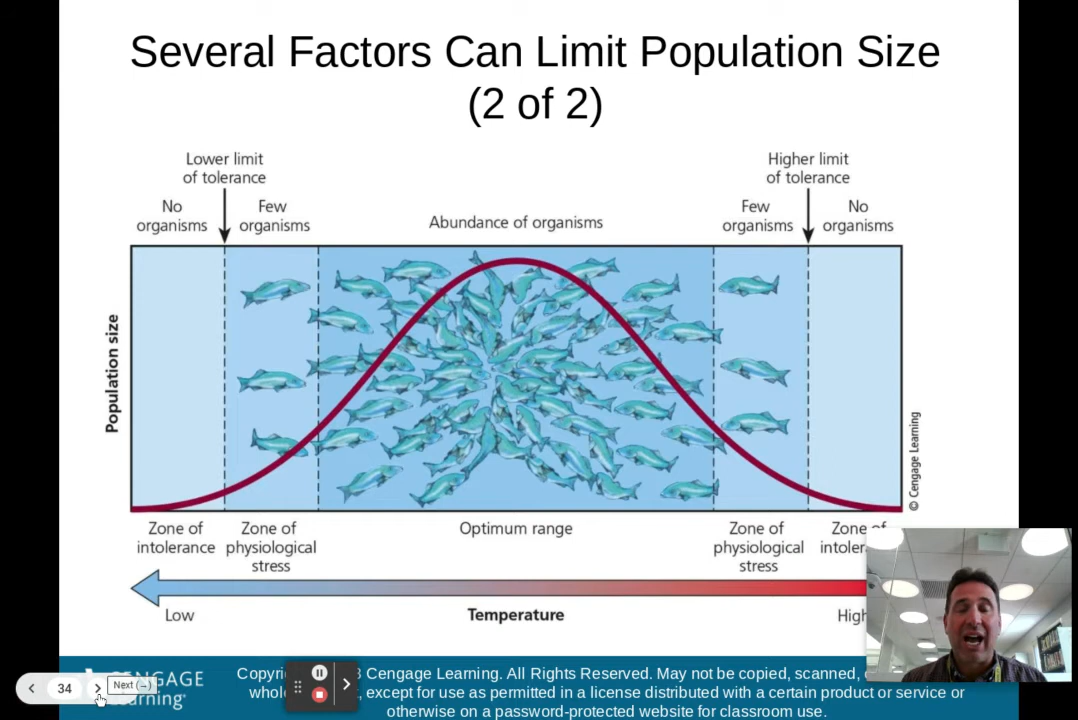 Several Factors Can Limit Population Size
(2 of 2)
Lower limit
of tolerance
Higher limit
of tolerance
No
organisms
Few
organisms
Abundance of organisms
Few
organisms
No
organisms
Population size
© Cengage Learning
Zone of
intolerance
Zone of
physiological
stress
Optimum range
Zone of
physiological
stress
Zone of
Low
Temperature
High
34
Next (→)
Cengage Learning. All Rights Reserved. May not be copied, scanned,
except for use as permitted in a license distributed with a certain product or service or
otherwise on a password-protected website for classroom use.